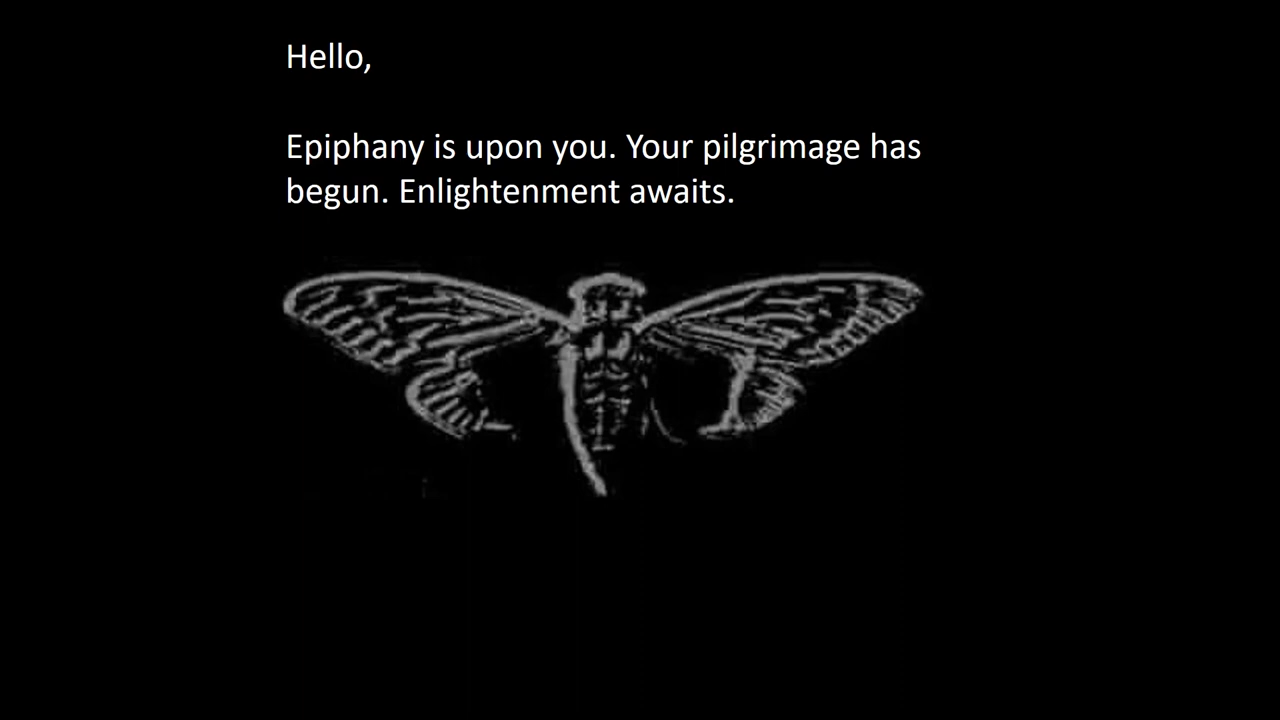 Hello,
Epiphany is upon you. Your pilgrimage has
begun. Enlightenment awaits.